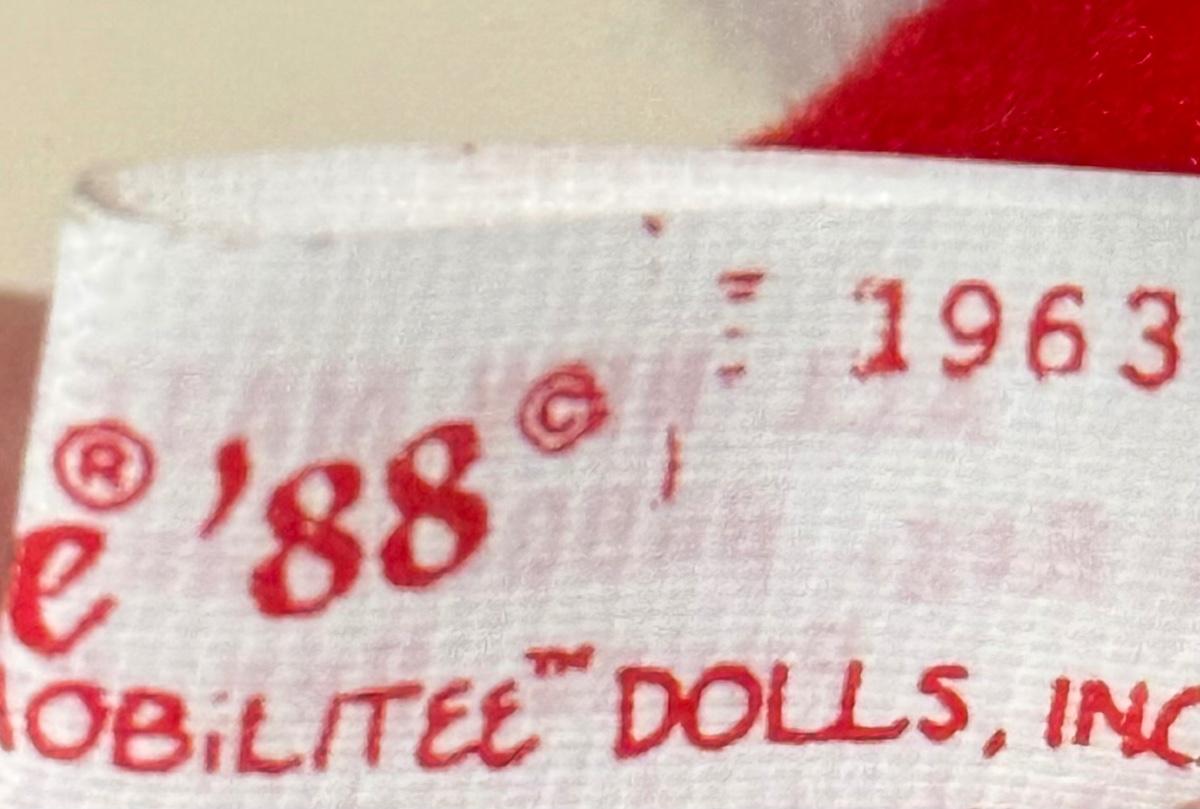 1963
e® '88©
OBiLITEE™ DOLLS, INC